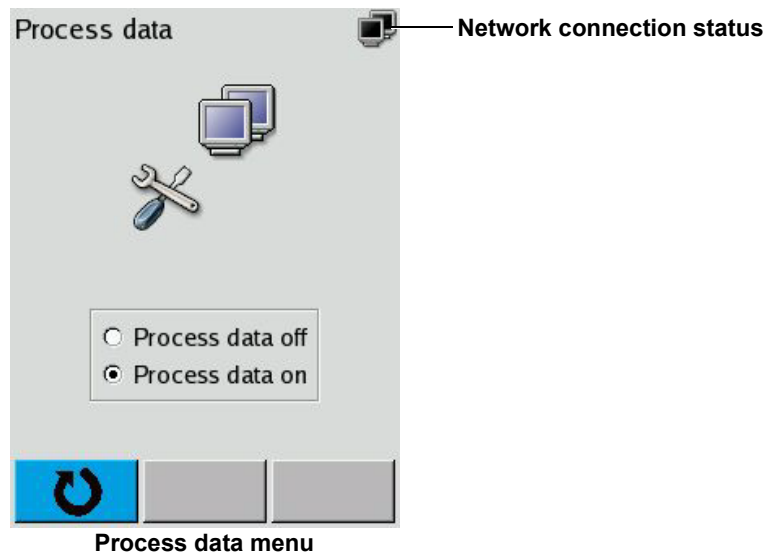 Process data
Network connection status
Process data off
Process data on
Process data menu